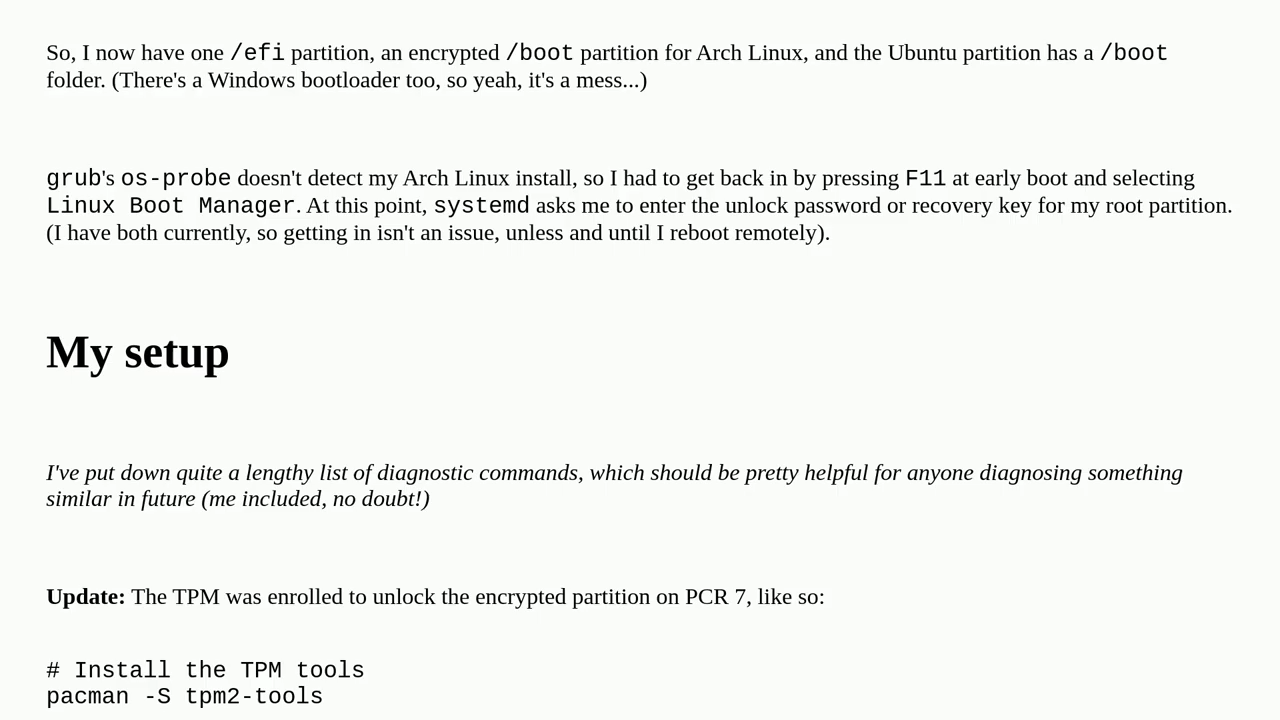 So, I now have one /efi partition, an encrypted /boot partition for Arch Linux, and the Ubuntu partition has a /boot
folder. (There's a Windows bootloader too, so yeah, it's a mess...)
grub's os-probe doesn't detect my Arch Linux install, so I had to get back in by pressing F11 at early boot and selecting
Linux Boot Manager. At this point, systemd asks me to enter the unlock password or recovery key for my root partition.
(I have both currently, so getting in isn't an issue, unless and until I reboot remotely).
My setup
I've put down quite a lengthy list of diagnostic commands, which should be pretty helpful for anyone diagnosing something
similar in future (me included, no doubt!)
Update: The TPM was enrolled to unlock the encrypted partition on PCR 7, like so:
# Install the TPM tools
pacman -S tpm2-tools